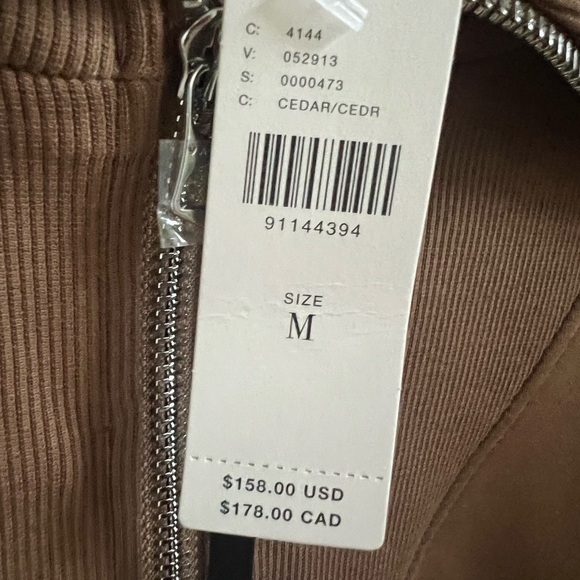 C: 4144
V: 052913
S: 0000473
C: CEDAR/CEDR
91144394
SIZE
M
$158.00 USD
$178.00 CAD